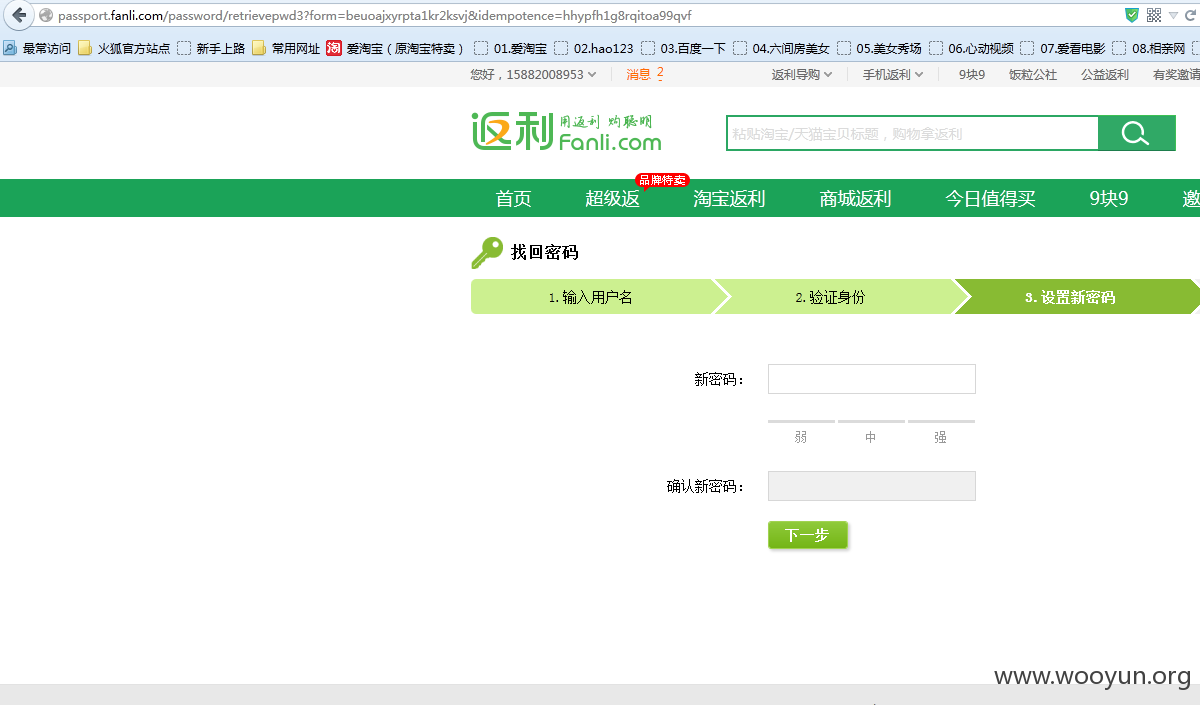 passport.fanli.com/password/retrievepwd3?form=beuoajxyrpta1kr2ksvj&idempotence=hhypfh1g8rqitoa99qvf
最常访问 火狐官方站点 新手上路 常用网址 淘 爱淘宝（原淘宝特卖） 01.爱淘宝 02.hao123 03.百度一下 04.六间房美女 05.美女秀场 06.心动视频 07.爱看电影 08.相亲网
您好，15882008953 消息 2 返利导购 手机返利 9块9 饭粒公社 公益返利 有奖邀请
返利 用返利 购聪明
Fanli.com
粘贴淘宝/天猫宝贝标题，购物拿返利
品牌特卖
首页 超级返 淘宝返利 商城返利 今日值得买 9块9 邀
找回密码
1. 输入用户名 2. 验证身份 3. 设置新密码
新密码：
弱 中 强
确认新密码：
下一步
www.wooyun.org